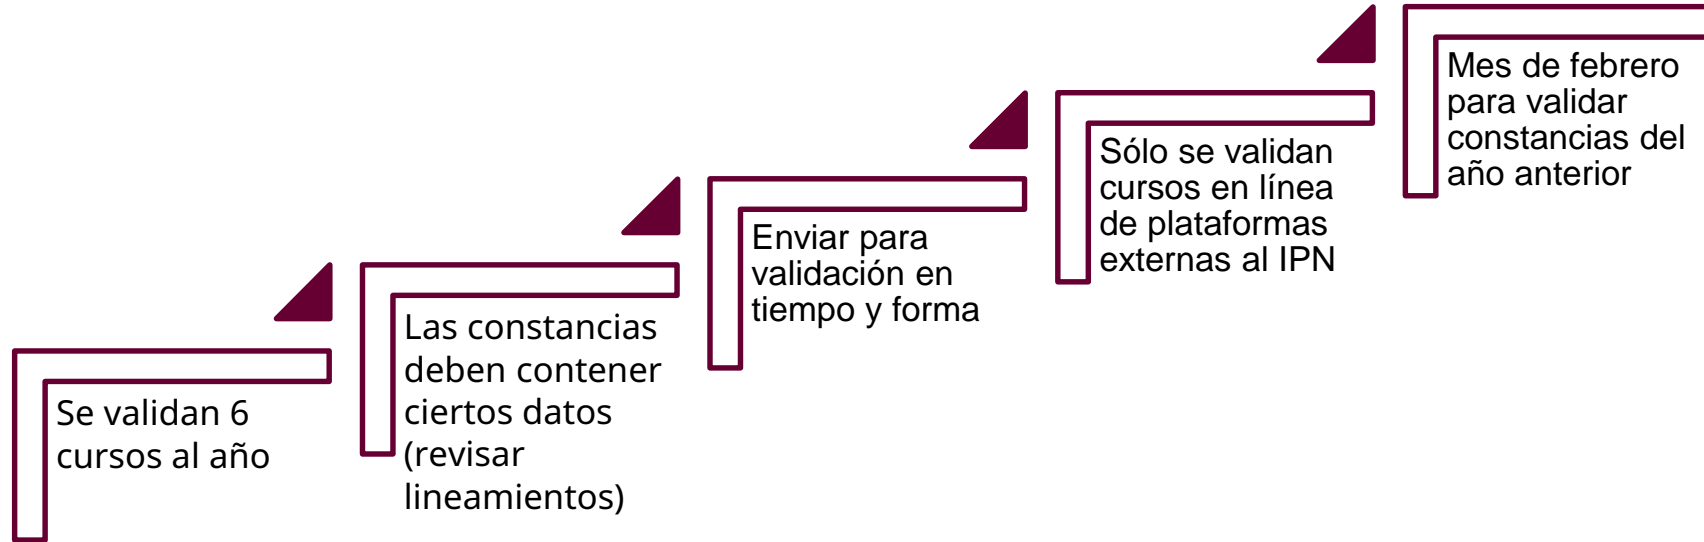 Se validan 6
cursos al año
Las constancias
deben contener
ciertos datos
(revisar
lineamientos)
Enviar para
validación en
tiempo y forma
Sólo se validan
cursos en línea
de plataformas
externas al IPN
Mes de febrero
para validar
constancias del
año anterior